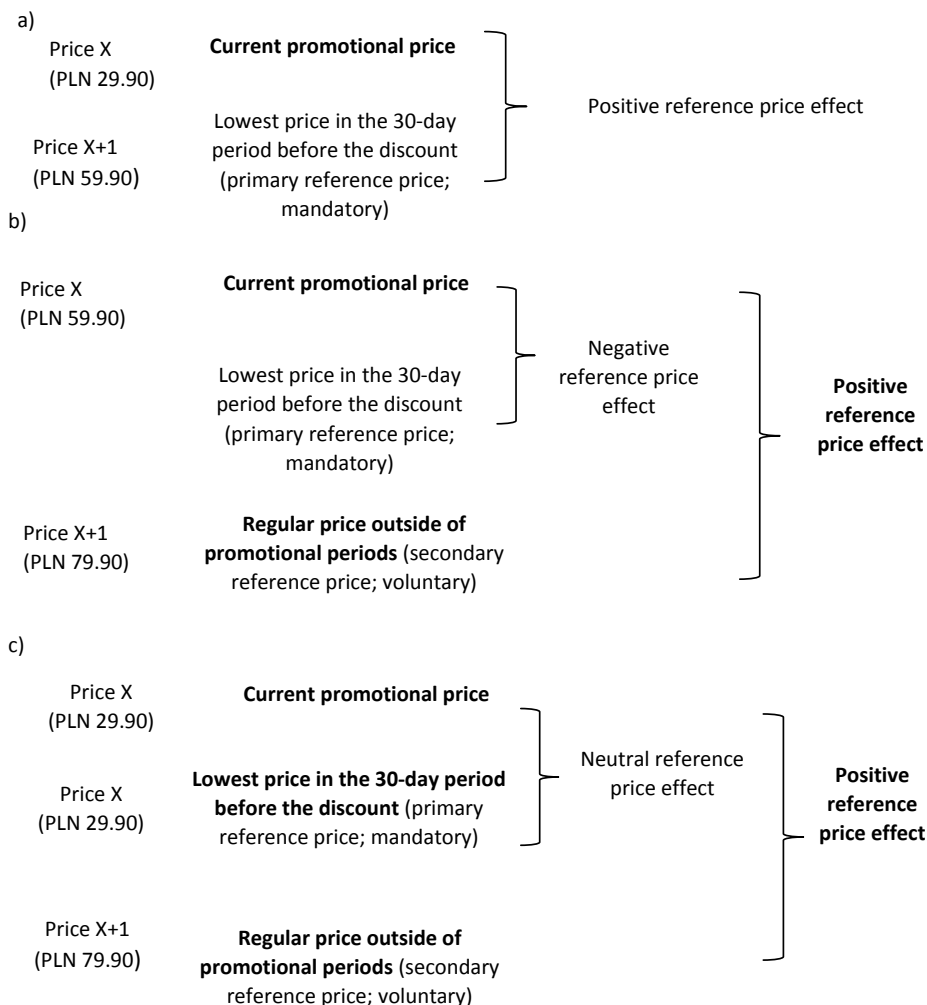 a)
Price X
(PLN 29.90)
Current promotional price
Price X+1
(PLN 59.90)
Lowest price in the 30-day
period before the discount
(primary reference price;
mandatory)
Positive reference price effect
b)
Price X
(PLN 59.90)
Current promotional price
Lowest price in the 30-day
period before the discount
(primary reference price;
mandatory)
Negative
reference price
effect
Price X+1
(PLN 79.90)
Regular price outside of
promotional periods (secondary
reference price; voluntary)
Positive
reference
price effect
c)
Price X
(PLN 29.90)
Current promotional price
Price X
(PLN 29.90)
Lowest price in the 30-day period
before the discount (primary
reference price; mandatory)
Neutral reference
price effect
Price X+1
(PLN 79.90)
Regular price outside of
promotional periods (secondary
reference price; voluntary)
Positive
reference
price effect